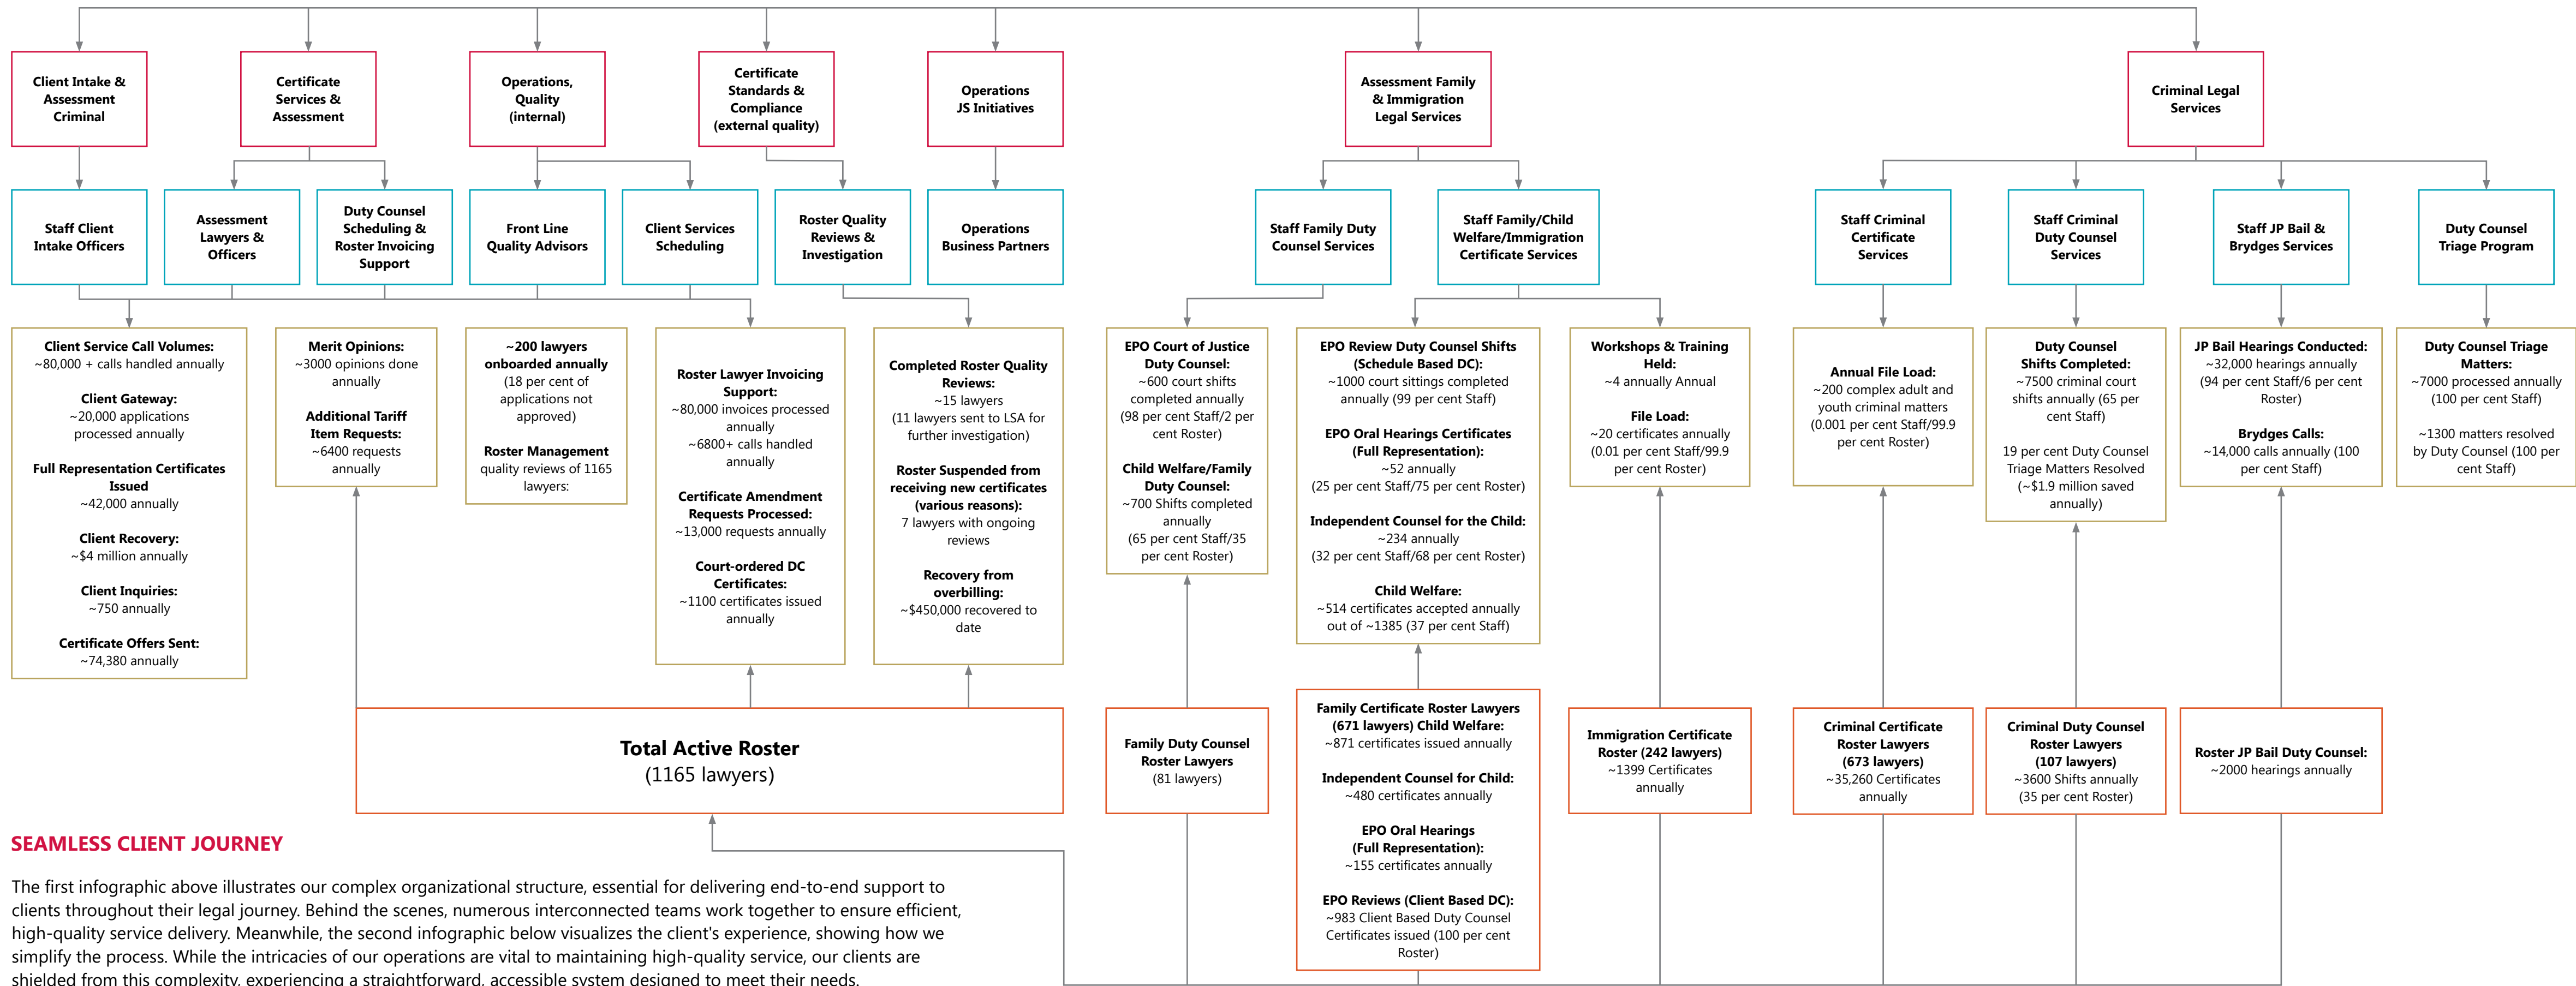 Client Intake &
Assessment
Criminal
Certificate
Services &
Assessment
Operations,
Quality
(internal)
Certificate
Standards &
Compliance
(external quality)
Operations
JS Initiatives
Assessment Family
& Immigration
Legal Services
Criminal Legal
Services
Staff Client
Intake Officers
Assessment
Lawyers &
Officers
Duty Counsel
Scheduling &
Roster Invoicing
Support
Front Line
Quality Advisors
Client Services
Scheduling
Roster Quality
Reviews &
Investigation
Operations
Business Partners
Staff Family Duty
Counsel Services
Staff Family/Child
Welfare/Immigration
Certificate Services
Staff Criminal
Certificate
Services
Staff Criminal
Duty Counsel
Services
Staff JP Bail &
Brydges Services
Duty Counsel
Triage Program
Client Service Call Volumes:
~80,000 + calls handled annually
Client Gateway:
~20,000 applications
processed annually
Full Representation Certificates
Issued
~42,000 annually
Client Recovery:
~$4 million annually
Client Inquiries:
~750 annually
Certificate Offers Sent:
~74,380 annually
Merit Opinions:
~3000 opinions done
annually
Additional Tariff
Item Requests:
~6400 requests
annually
~200 lawyers
onboarded annually
(18 per cent of
applications not
approved)
Roster Management
quality reviews of 1165
lawyers:
Roster Lawyer Invoicing
Support:
~80,000 invoices processed
annually
~6800+ calls handled
annually
Certificate Amendment
Requests Processed:
~13,000 requests annually
Court-ordered DC
Certificates:
~1100 certificates issued
annually
Completed Roster Quality
Reviews:
~15 lawyers
(11 lawyers sent to LSA for
further investigation)
Roster Suspended from
receiving new certificates
(various reasons):
7 lawyers with ongoing
reviews
Recovery from
overbilling:
~$450,000 recovered to
date
EPO Court of Justice
Duty Counsel:
~600 court shifts
completed annually
(98 per cent Staff/2 per
cent Roster)
Child Welfare/Family
Duty Counsel:
~700 Shifts completed
annually
(65 per cent Staff/35
per cent Roster)
EPO Review Duty Counsel Shifts
(Schedule Based DC):
~1000 court sittings completed
annually (99 per cent Staff)
EPO Oral Hearings Certificates
(Full Representation):
~52 annually
(25 per cent Staff/75 per cent Roster)
Independent Counsel for the Child:
~234 annually
(32 per cent Staff/68 per cent Roster)
Child Welfare:
~514 certificates accepted annually
out of ~1385 (37 per cent Staff)
Workshops & Training
Held:
~4 annually Annual
File Load:
~20 certificates annually
(0.01 per cent Staff/99.9
per cent Roster)
Annual File Load:
~200 complex adult and
youth criminal matters
(0.001 per cent Staff/99.9
per cent Roster)
Duty Counsel
Shifts Completed:
~7500 criminal court
shifts annually (65 per
cent Staff)
19 per cent Duty Counsel
Triage Matters Resolved
(~$1.9 million saved
annually)
JP Bail Hearings Conducted:
~32,000 hearings annually
(94 per cent Staff/6 per cent
Roster)
Brydges Calls:
~14,000 calls annually (100
per cent Staff)
Duty Counsel Triage
Matters:
~7000 processed annually
(100 per cent Staff)
~1300 matters resolved
by Duty Counsel (100 per
cent Staff)
Total Active Roster
(1165 lawyers)
Family Duty Counsel
Roster Lawyers
(81 lawyers)
Family Certificate Roster Lawyers
(671 lawyers) Child Welfare:
~871 certificates issued annually
Independent Counsel for Child:
~480 certificates annually
EPO Oral Hearings
(Full Representation):
~155 certificates annually
EPO Reviews (Client Based DC):
~983 Client Based Duty Counsel
Certificates issued (100 per cent
Roster)
Immigration Certificate
Roster (242 lawyers)
~1399 Certificates
annually
Criminal Certificate
Roster Lawyers
(673 lawyers)
~35,260 Certificates
annually
Criminal Duty Counsel
Roster Lawyers
(107 lawyers)
~3600 Shifts annually
(35 per cent Roster)
Roster JP Bail Duty Counsel:
~2000 hearings annually
SEAMLESS CLIENT JOURNEY
The first infographic above illustrates our complex organizational structure, essential for delivering end-to-end support to
clients throughout their legal journey. Behind the scenes, numerous interconnected teams work together to ensure efficient,
high-quality service delivery. Meanwhile, the second infographic below visualizes the client's experience, showing how we
simplify the process. While the intricacies of our operations are vital to maintaining high-quality service, our clients are
shielded from this complexity, experiencing a straightforward, accessible system designed to meet their needs.